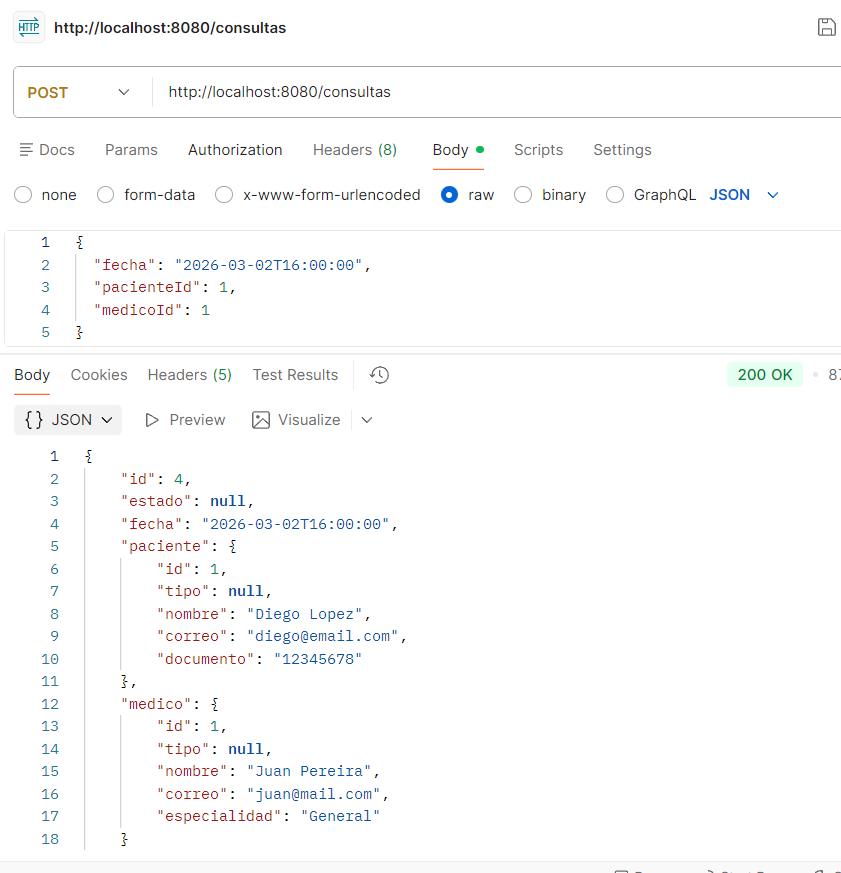 HTTP http://localhost:8080/consultas
POST http://localhost:8080/consultas
Docs Params Authorization Headers (8) Body Scripts Settings
none form-data x-www-form-urlencoded raw binary GraphQL JSON
1 {
2 "fecha": "2026-03-02T16:00:00",
3 "pacienteId": 1,
4 "medicoId": 1
5 }
Body Cookies Headers (5) Test Results 200 OK
{} JSON Preview Visualize
1 {
2 "id": 4,
3 "estado": null,
4 "fecha": "2026-03-02T16:00:00",
5 "paciente": {
6 "id": 1,
7 "tipo": null,
8 "nombre": "Diego Lopez",
9 "correo": "diego@email.com",
10 "documento": "12345678"
11 },
12 "medico": {
13 "id": 1,
14 "tipo": null,
15 "nombre": "Juan Pereira",
16 "correo": "juan@mail.com",
17 "especialidad": "General"
18 }